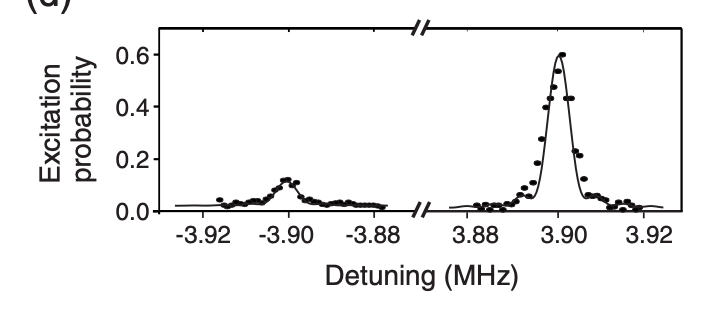 (d)
Excitation
probability
0.6
0.4
0.2
0.0
-3.92 -3.90 -3.88 3.88 3.90 3.92
Detuning (MHz)